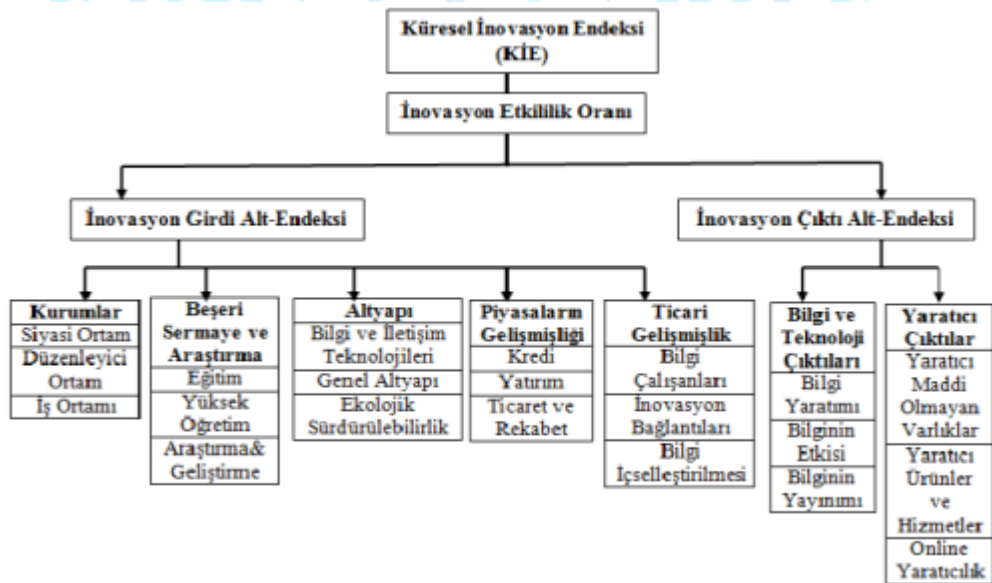 Küresel İnovasyon Endeksi
(KİE)
İnovasyon Etkililik Oranı
İnovasyon Girdi Alt-Endeksi
İnovasyon Çıktı Alt-Endeksi
Kurumlar
Siyasi Ortam
Düzenleyici
Ortam
İş Ortamı
Beşeri
Sermaye ve
Araştırma
Eğitim
Yüksek
Öğretim
Araştırma&
Geliştirme
Altyapı
Bilgi ve İletişim
Teknolojileri
Genel Altyapı
Ekolojik
Sürdürülebilirlik
Piyasaların
Gelişmişliği
Kredi
Yatırım
Ticaret ve
Rekabet
Ticari
Gelişmişlik
Bilgi
Çalışanları
İnovasyon
Bağlantıları
Bilgi
İçselleştirilmesi
Bilgi ve
Teknoloji
Çıktıları
Bilgi
Yaratımı
Bilginin
Etkisi
Bilginin
Yayınımı
Yaratıcı
Çıktılar
Yaratıcı
Maddi
Olmayan
Varlıklar
Yaratıcı
Ürünler
ve
Hizmetler
Online
Yaratıcılık